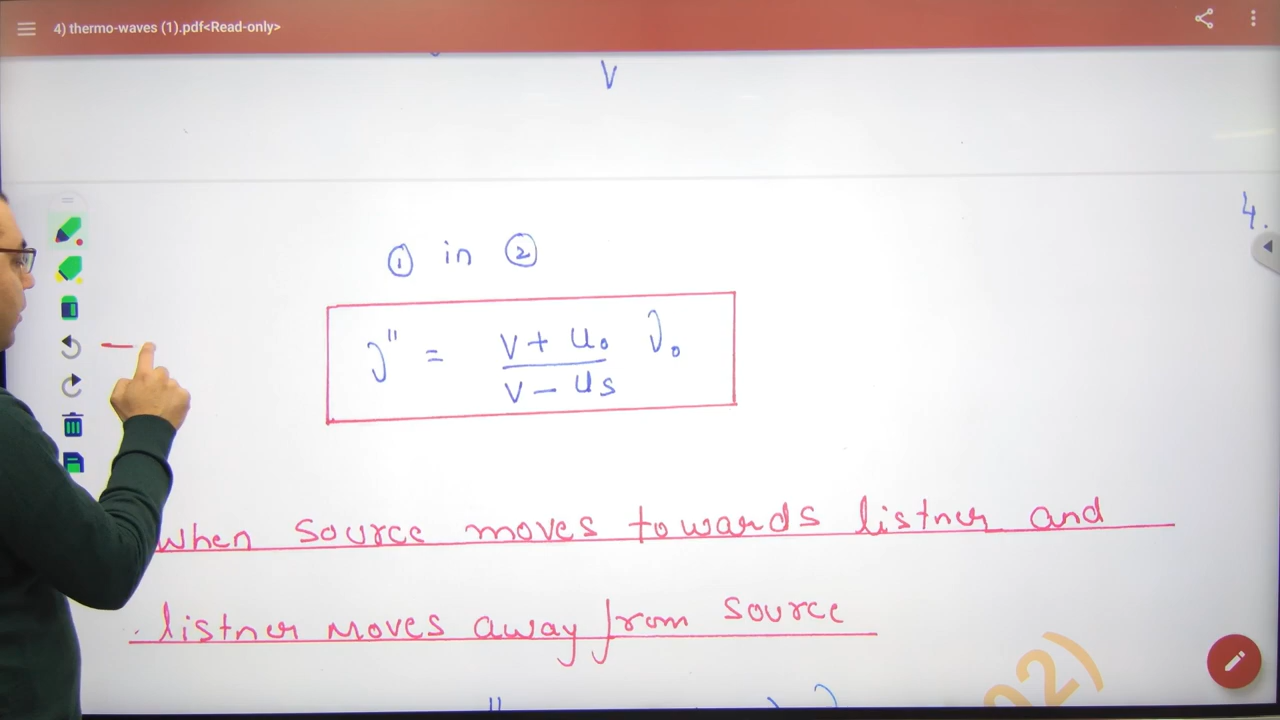 4) thermo-waves (1).pdf<Read-only>
V
4.
① in ②
ν'' = (V + u₀ / V - us) ν₀
when source moves towards listner and
listner moves away from source
02)